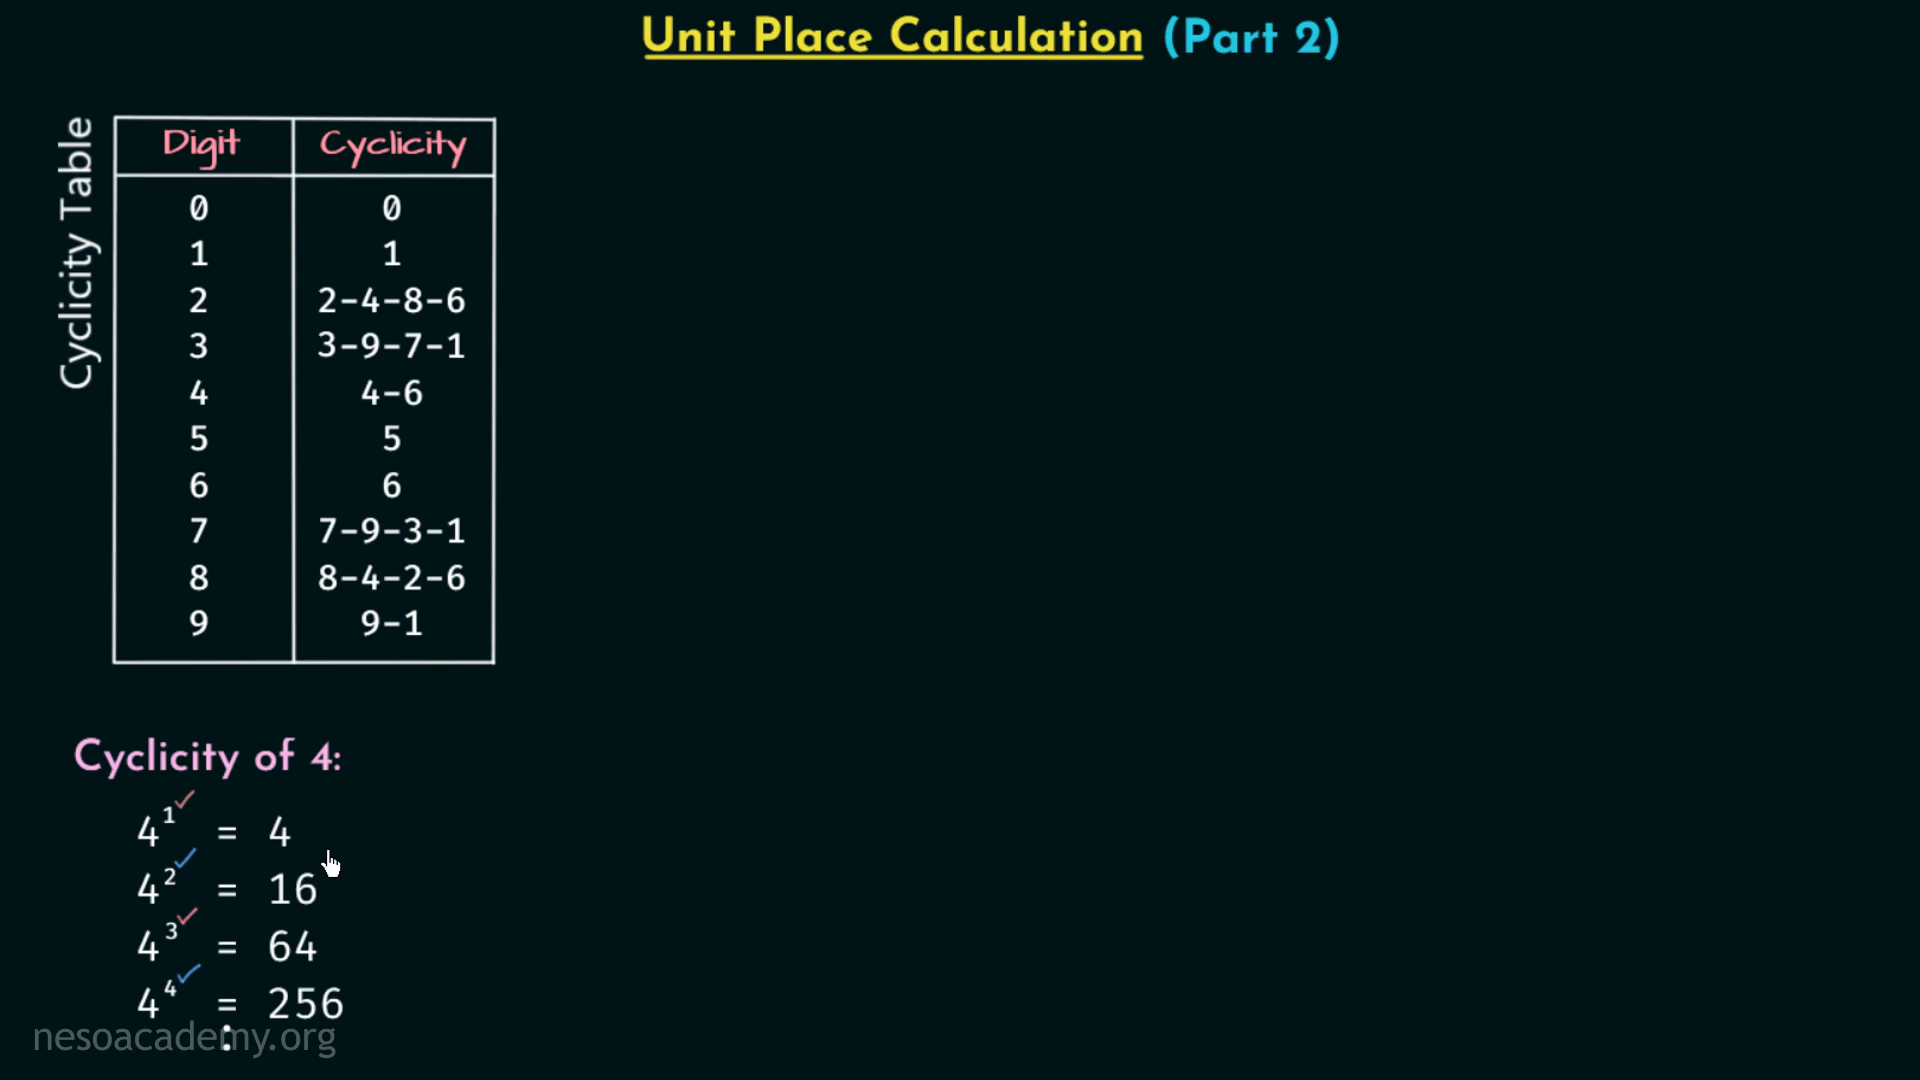 Unit Place Calculation (Part 2)
Cyclicity Table
Digit Cyclicity
0 0
1 1
2 2-4-8-6
3 3-9-7-1
4 4-6
5 5
6 6
7 7-9-3-1
8 8-4-2-6
9 9-1
Cyclicity of 4:
4¹ = 4
4² = 16
4³ = 64
4⁴ = 256
nesoacademy.org